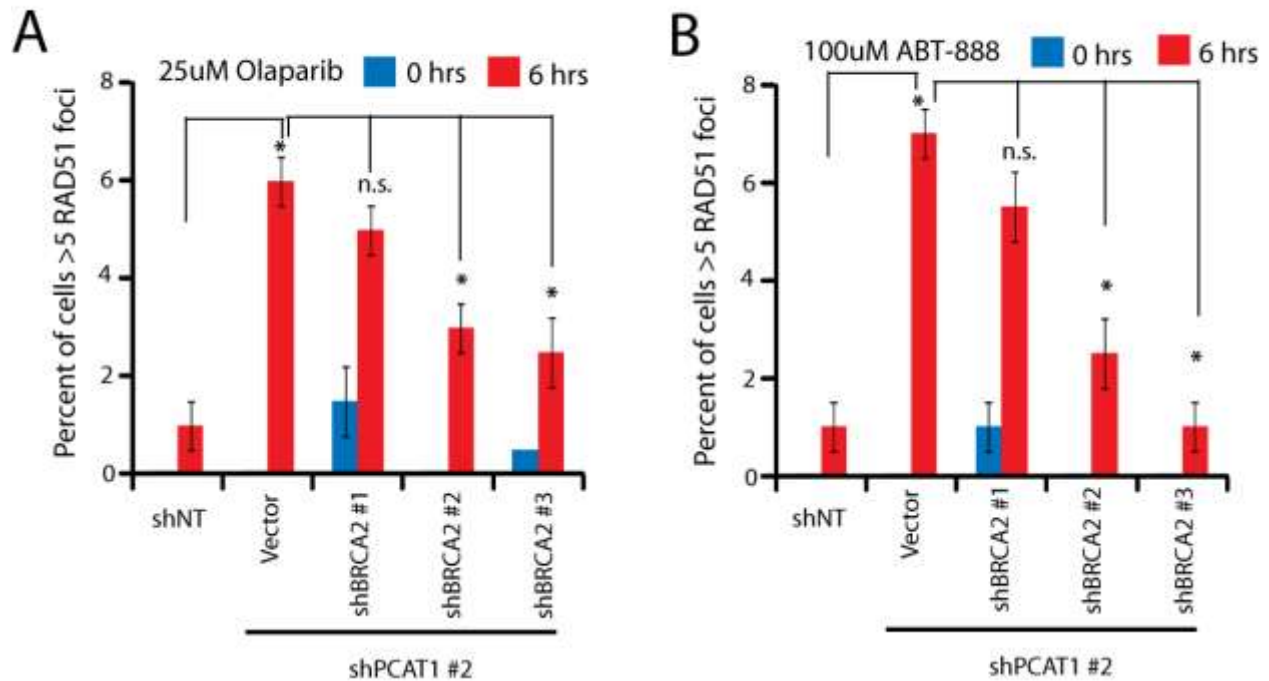 A
25uM Olaparib 0 hrs 6 hrs
Percent of cells >5 RAD51 foci
8
6
4
2
0
*
n.s.
*
*
shNT
Vector
shBRCA2 #1
shBRCA2 #2
shBRCA2 #3
shPCAT1 #2
B
100uM ABT-888 0 hrs 6 hrs
Percent of cells >5 RAD51 foci
8
6
4
2
0
*
n.s.
*
*
shNT
Vector
shBRCA2 #1
shBRCA2 #2
shBRCA2 #3
shPCAT1 #2